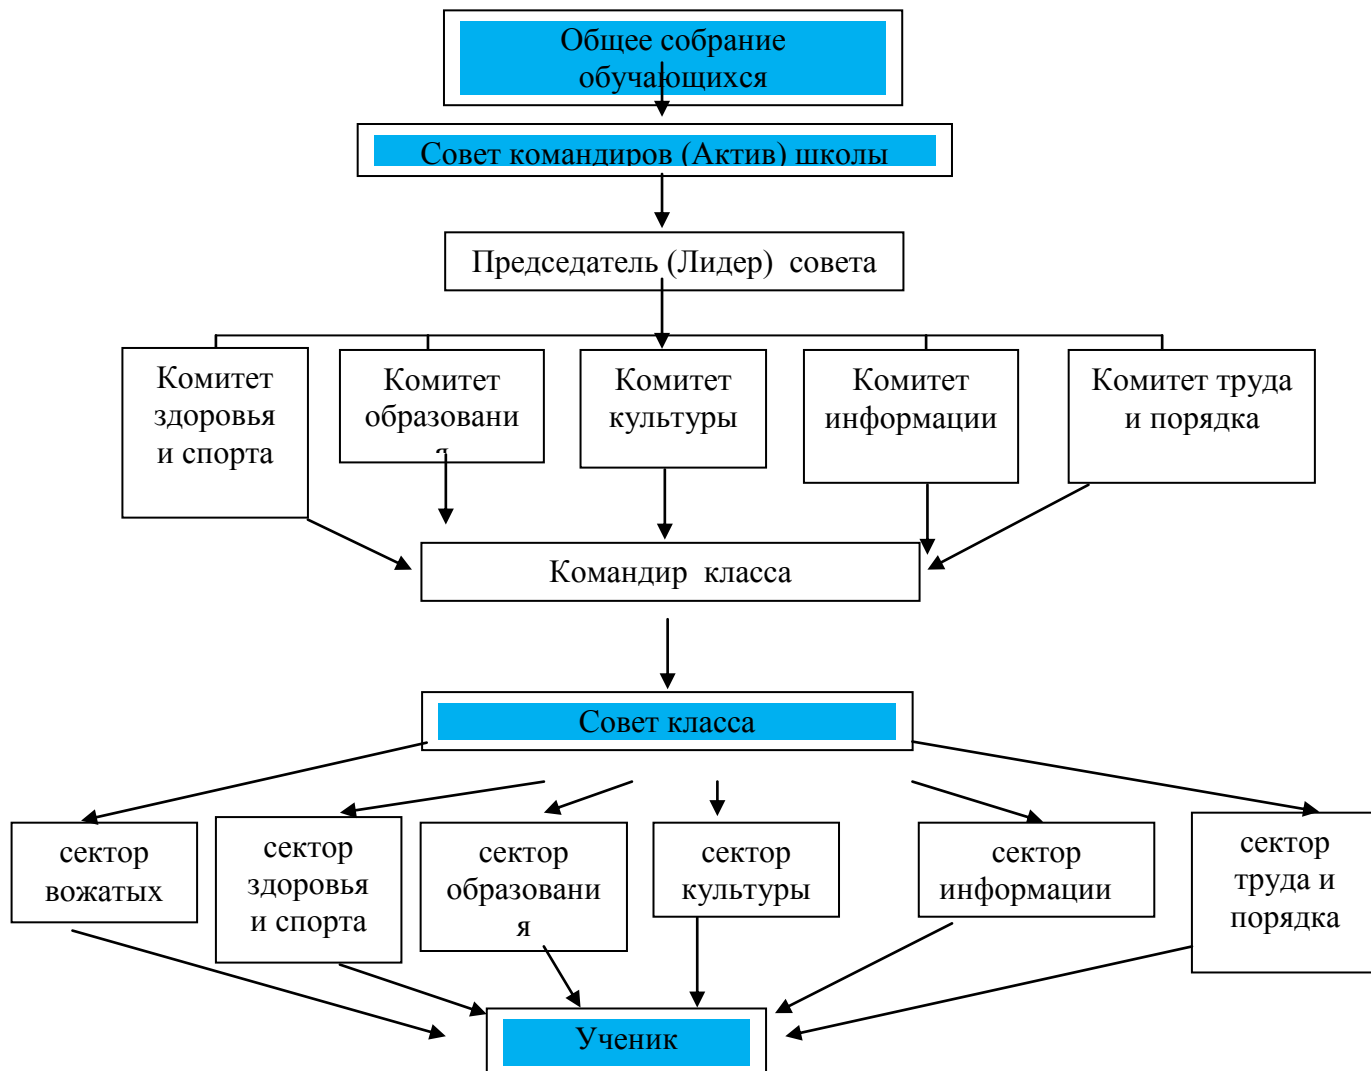 Общее собрание
обучающихся
Совет командиров (Актив) школы
Председатель (Лидер) совета
Комитет
здоровья
и спорта
Комитет
образовани
я
Комитет
культуры
Комитет
информации
Комитет труда
и порядка
Командир класса
Совет класса
сектор
вожатых
сектор
здоровья
и спорта
сектор
образовани
я
сектор
культуры
сектор
информации
сектор
труда и
порядка
Ученик